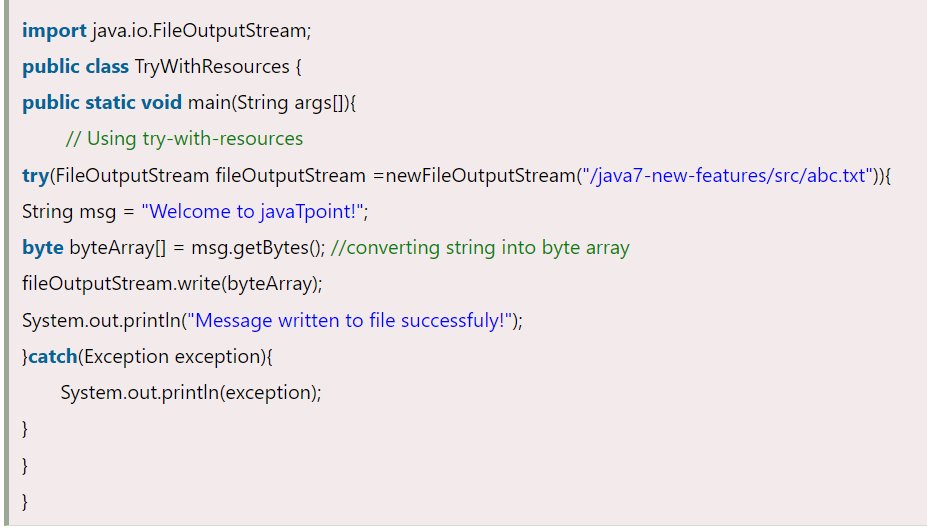 import java.io.FileOutputStream;
public class TryWithResources {
public static void main(String args[]){
// Using try-with-resources
try(FileOutputStream fileOutputStream =newFileOutputStream("/java7-new-features/src/abc.txt")){
String msg = "Welcome to javaTpoint!";
byte byteArray[] = msg.getBytes(); //converting string into byte array
fileOutputStream.write(byteArray);
System.out.println("Message written to file successfuly!");
}catch(Exception exception){
System.out.println(exception);
}
}
}